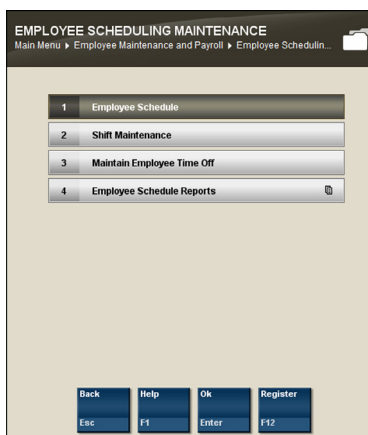 EMPLOYEE SCHEDULING MAINTENANCE
Main Menu ▸ Employee Maintenance and Payroll ▸ Employee Schedulin...
1 Employee Schedule
2 Shift Maintenance
3 Maintain Employee Time Off
4 Employee Schedule Reports
Back Help Ok Register
Esc F1 Enter F12